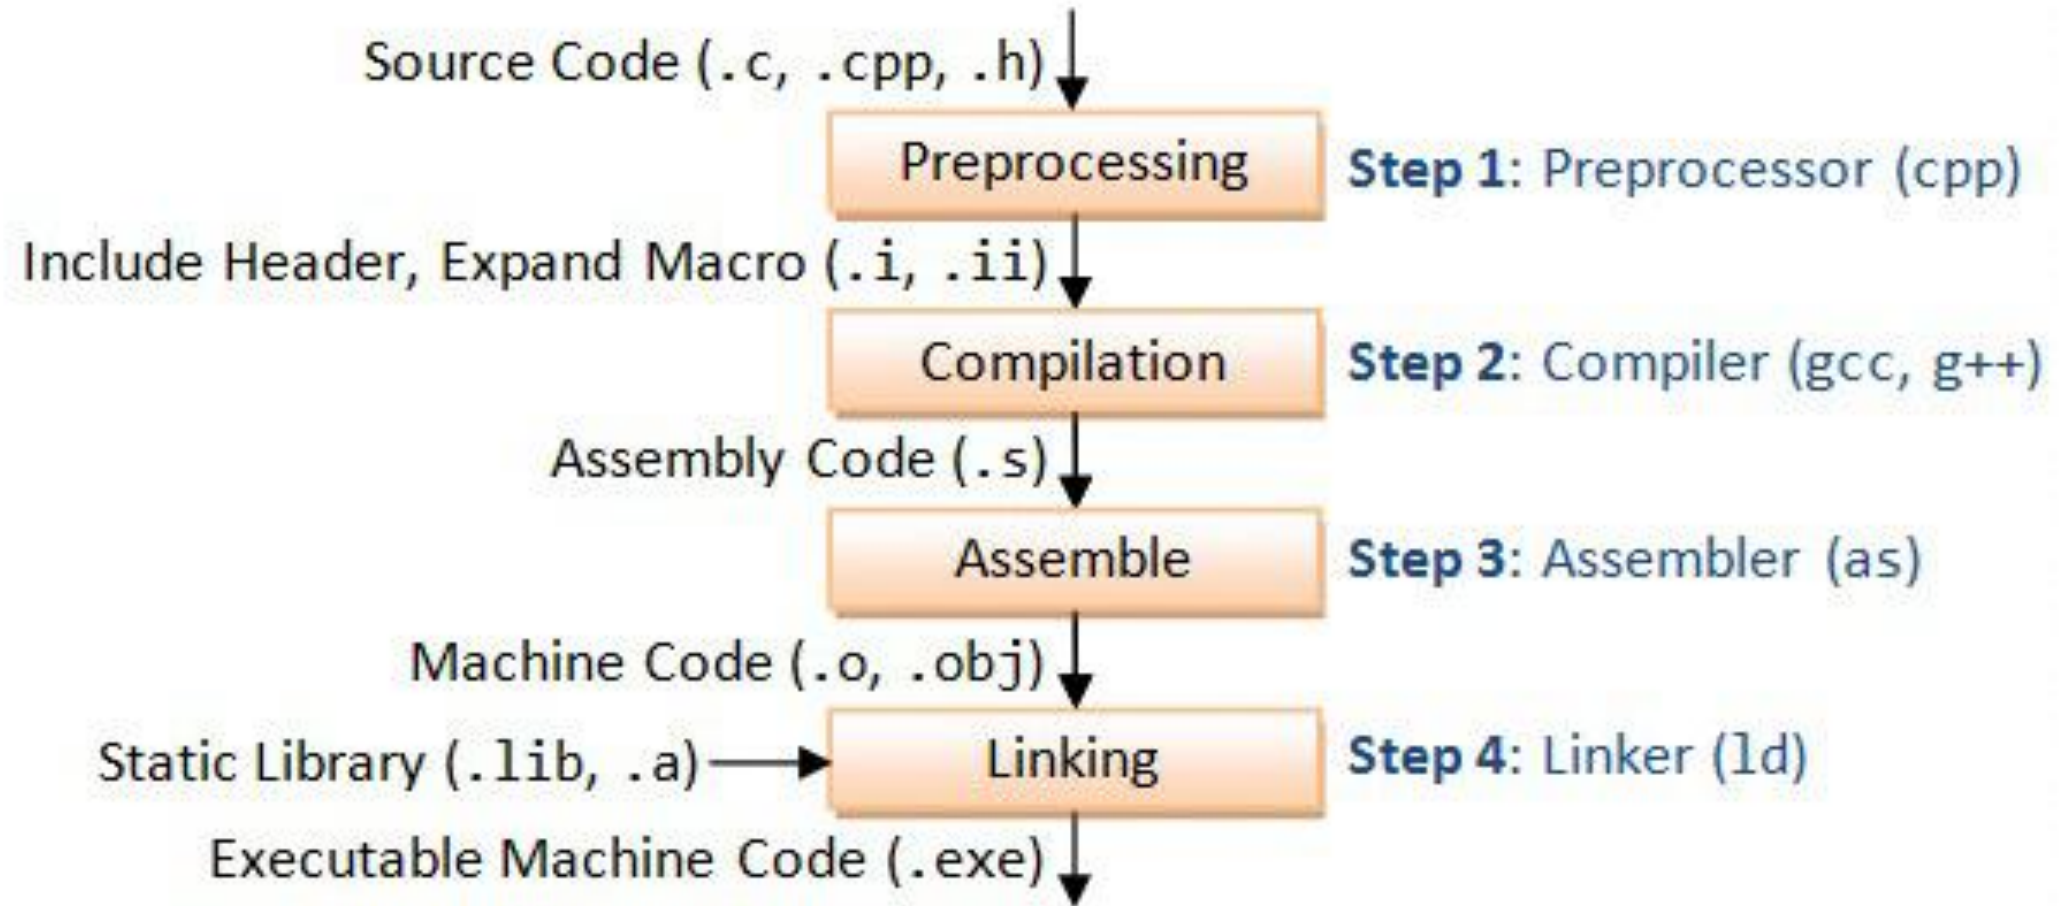 Source Code (.c, .cpp, .h)
Preprocessing
Step 1: Preprocessor (cpp)
Include Header, Expand Macro (.i, .ii)
Compilation
Step 2: Compiler (gcc, g++)
Assembly Code (.s)
Assemble
Step 3: Assembler (as)
Machine Code (.o, .obj)
Static Library (.lib, .a)
Linking
Step 4: Linker (ld)
Executable Machine Code (.exe)